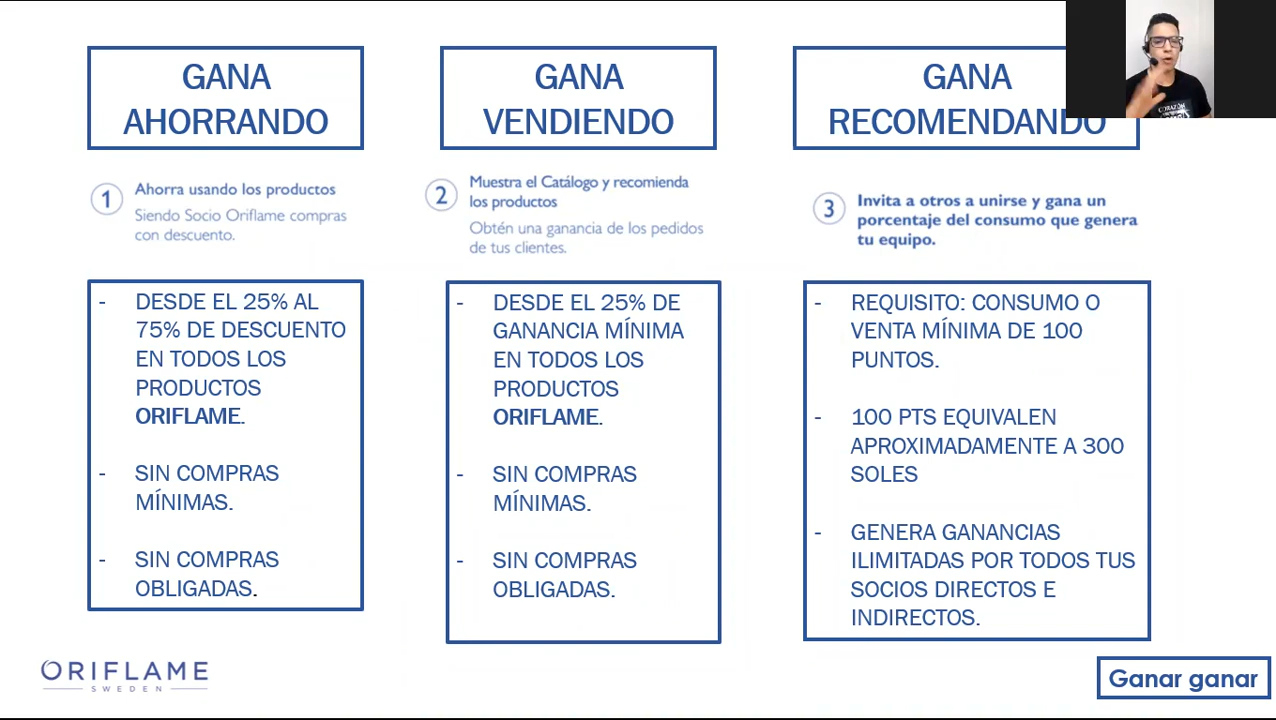 GANA
AHORRANDO
1
Ahorra usando los productos
Siendo Socio Oriflame compras
con descuento.
- DESDE EL 25% AL
75% DE DESCUENTO
EN TODOS LOS
PRODUCTOS
ORIFLAME.
- SIN COMPRAS
MÍNIMAS.
- SIN COMPRAS
OBLIGADAS.
GANA
VENDIENDO
2
Muestra el Catálogo y recomienda
los productos
Obtén una ganancia de los pedidos
de tus clientes.
- DESDE EL 25% DE
GANANCIA MÍNIMA
EN TODOS LOS
PRODUCTOS
ORIFLAME.
- SIN COMPRAS
MÍNIMAS.
- SIN COMPRAS
OBLIGADAS.
GANA
RECOMENDANDO
3
Invita a otros a unirse y gana un
porcentaje del consumo que genera
tu equipo.
- REQUISITO: CONSUMO O
VENTA MÍNIMA DE 100
PUNTOS.
- 100 PTS EQUIVALEN
APROXIMADAMENTE A 300
SOLES
- GENERA GANANCIAS
ILIMITADAS POR TODOS TUS
SOCIOS DIRECTOS E
INDIRECTOS.
CORAZÓN
ORIFLAME
SWEDEN
Ganar ganar